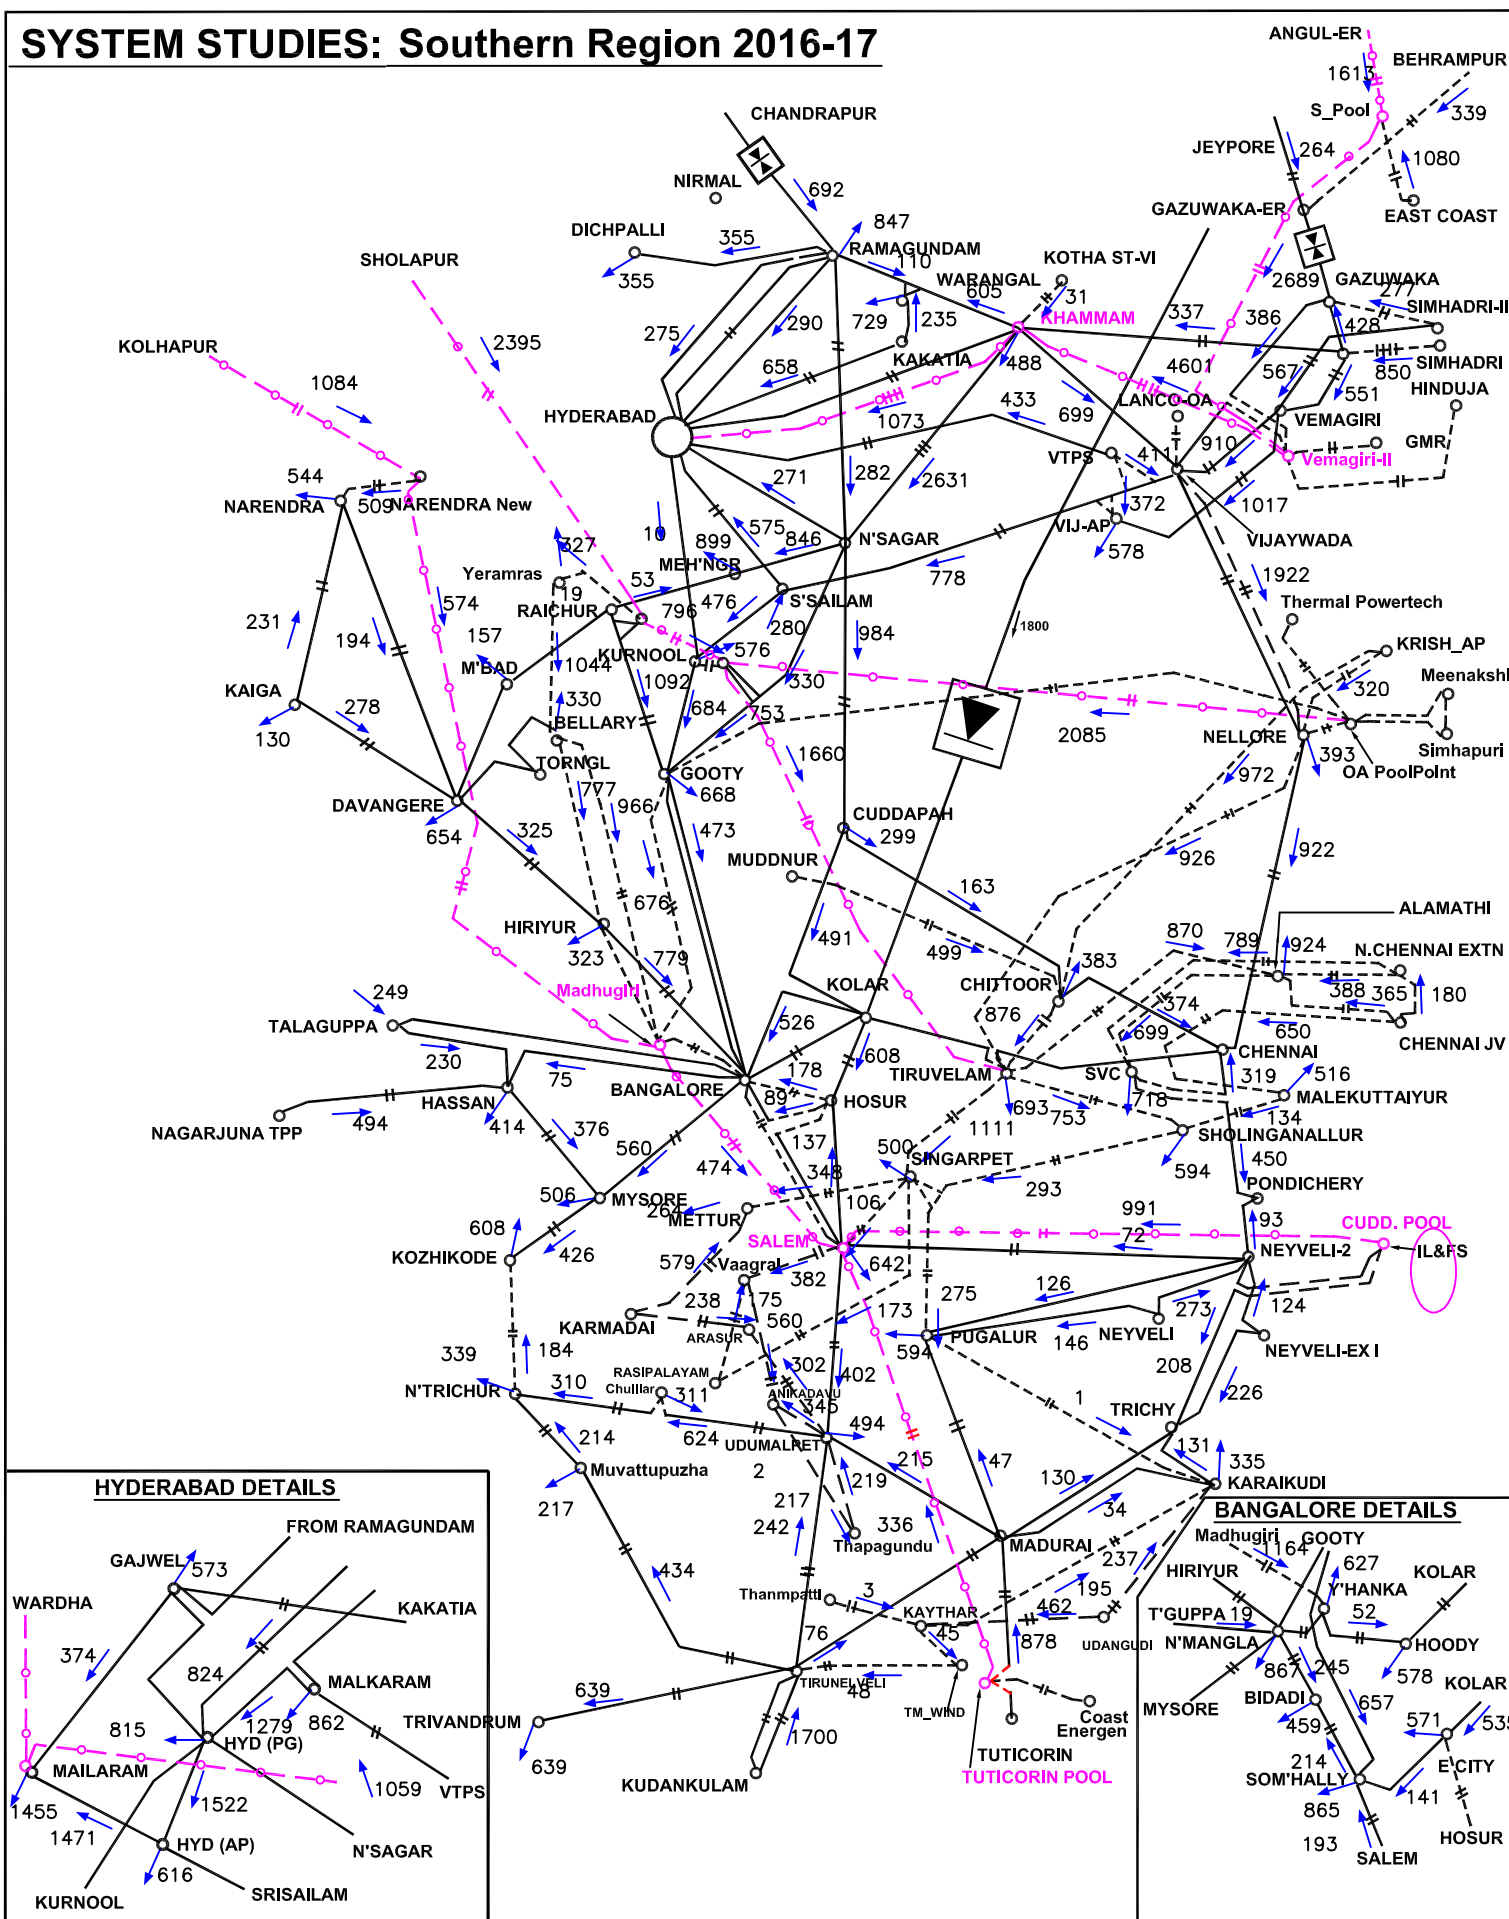 SYSTEM STUDIES: Southern Region 2016-17
ANGUL-ER
1613
BEHRAMPUR
S_Pool
339
CHANDRAPUR
JEYPORE
264
1080
NIRMAL
692
GAZUWAKA-ER
EAST COAST
DICHPALLI
355
847
SHOLAPUR
RAMAGUNDAM
KOTHA ST-VI
355
110
WARANGAL
605
31
2689
GAZUWAKA
277
SIMHADRI-II
KOLHAPUR
2395
275
290
729
235
KHAMMAM
337
386
428
SIMHADRI
KAKATIA
488
850
1084
658
4601
567
551
HINDUJA
HYDERABAD
433
699
LANCO-OA
VEMAGIRI
1073
GMR
544
VTPS
411
910
Vemagiri-II
NARENDRA
509
NARENDRA New
271
282
2631
372
1017
10
575
VIJ-AP
327
899
846
N'SAGAR
578
VIJAYWADA
Yeramras
19
53
MEH'NGR
778
1922
RAICHUR
796
476
S'SAILAM
Thermal Powertech
231
574
157
194
280
984
1800
KRISH_AP
M'BAD
1044
KURNOOL
576
Meenakshi
KAIGA
1092
330
320
278
330
684
753
130
BELLARY
2085
NELLORE
Simhapuri
TORNGL
1660
393
OA PoolPoint
777
GOOTY
972
DAVANGERE
966
668
654
325
473
CUDDAPAH
299
MUDDNUR
926
922
163
676
ALAMATHI
HIRIYUR
491
870
789
924
N.CHENNAI EXTN
323
779
499
383
Madhugiri
KOLAR
CHITTOOR
388
365
180
249
374
TALAGUPPA
526
876
699
650
CHENNAI JV
230
608
CHENNAI
75
178
TIRUVELAM
SVC
319
516
BANGALORE
89
HOSUR
HASSAN
693
718
MALEKUTTAIYUR
NAGARJUNA TPP
494
414
376
753
134
560
137
1111
SHOLINGANALLUR
474
500
594
450
348
SINGARPET
293
506
MYSORE
264
106
PONDICHERY
METTUR
991
608
72
93
CUDD. POOL
SALEM
KOZHIKODE
426
642
NEYVELI-2
IL&FS
579
Vaagrai
382
126
238
175
173
275
273
124
KARMADAI
560
ARASUR
594
PUGALUR
146
NEYVELI
NEYVELI-EX I
339
184
302
402
208
RASIPALAYAM
N'TRICHUR
310
Chulliar
311
ANIKADAVU
1
226
345
TRICHY
624
494
UDUMALPET
214
215
131
335
Muvattupuzha
2
47
130
KARAIKUDI
219
217
217
34
242
336
Thapagundu
MADURAI
237
434
Thanmpatti
3
195
KAYTHAR
462
UDANGUDI
76
45
878
639
TIRUNELVELI
48
TRIVANDRUM
TM_WIND
Coast
Energen
1700
639
TUTICORIN
KUDANKULAM
TUTICORIN POOL
HYDERABAD DETAILS
FROM RAMAGUNDAM
GAJWEL
573
WARDHA
KAKATIA
374
824
MALKARAM
815
1279
862
HYD (PG)
MAILARAM
1059
VTPS
1455
1522
1471
HYD (AP)
N'SAGAR
616
KURNOOL
SRISAILAM
BANGALORE DETAILS
Madhugiri
GOOTY
1164
HIRIYUR
627
KOLAR
Y'HANKA
T'GUPPA
19
52
N'MANGLA
HOODY
867
245
578
MYSORE
BIDADI
657
KOLAR
459
571
535
214
E'CITY
SOM'HALLY
141
865
HOSUR
193
SALEM